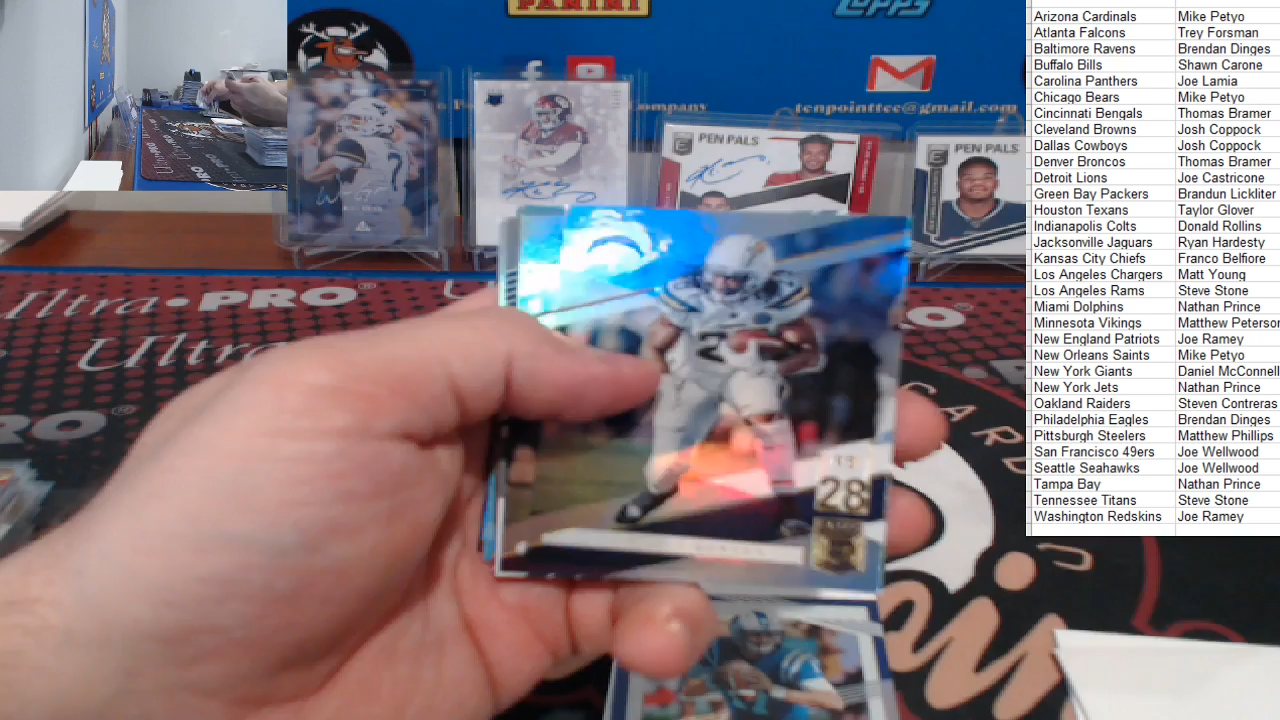 PANINI
TOPPS
f
company
tenpointtcc@gmail.com
PEN PALS
PEN PALS
Iltra•PRO®
Ultra
PRO®
CARD
28
Arizona Cardinals Mike Petyo
Atlanta Falcons Trey Forsman
Baltimore Ravens Brendan Dinges
Buffalo Bills Shawn Carone
Carolina Panthers Joe Lamia
Chicago Bears Mike Petyo
Cincinnati Bengals Thomas Bramer
Cleveland Browns Josh Coppock
Dallas Cowboys Josh Coppock
Denver Broncos Thomas Bramer
Detroit Lions Joe Castricone
Green Bay Packers Brandun Lickliter
Houston Texans Taylor Glover
Indianapolis Colts Donald Rollins
Jacksonville Jaguars Ryan Hardesty
Kansas City Chiefs Franco Belfiore
Los Angeles Chargers Matt Young
Los Angeles Rams Steve Stone
Miami Dolphins Nathan Prince
Minnesota Vikings Matthew Peterso
New England Patriots Joe Ramey
New Orleans Saints Mike Petyo
New York Giants Daniel McConnell
New York Jets Nathan Prince
Oakland Raiders Steven Contreras
Philadelphia Eagles Brendan Dinges
Pittsburgh Steelers Matthew Phillips
San Francisco 49ers Joe Wellwood
Seattle Seahawks Joe Wellwood
Tampa Bay Nathan Prince
Tennessee Titans Steve Stone
Washington Redskins Joe Ramey